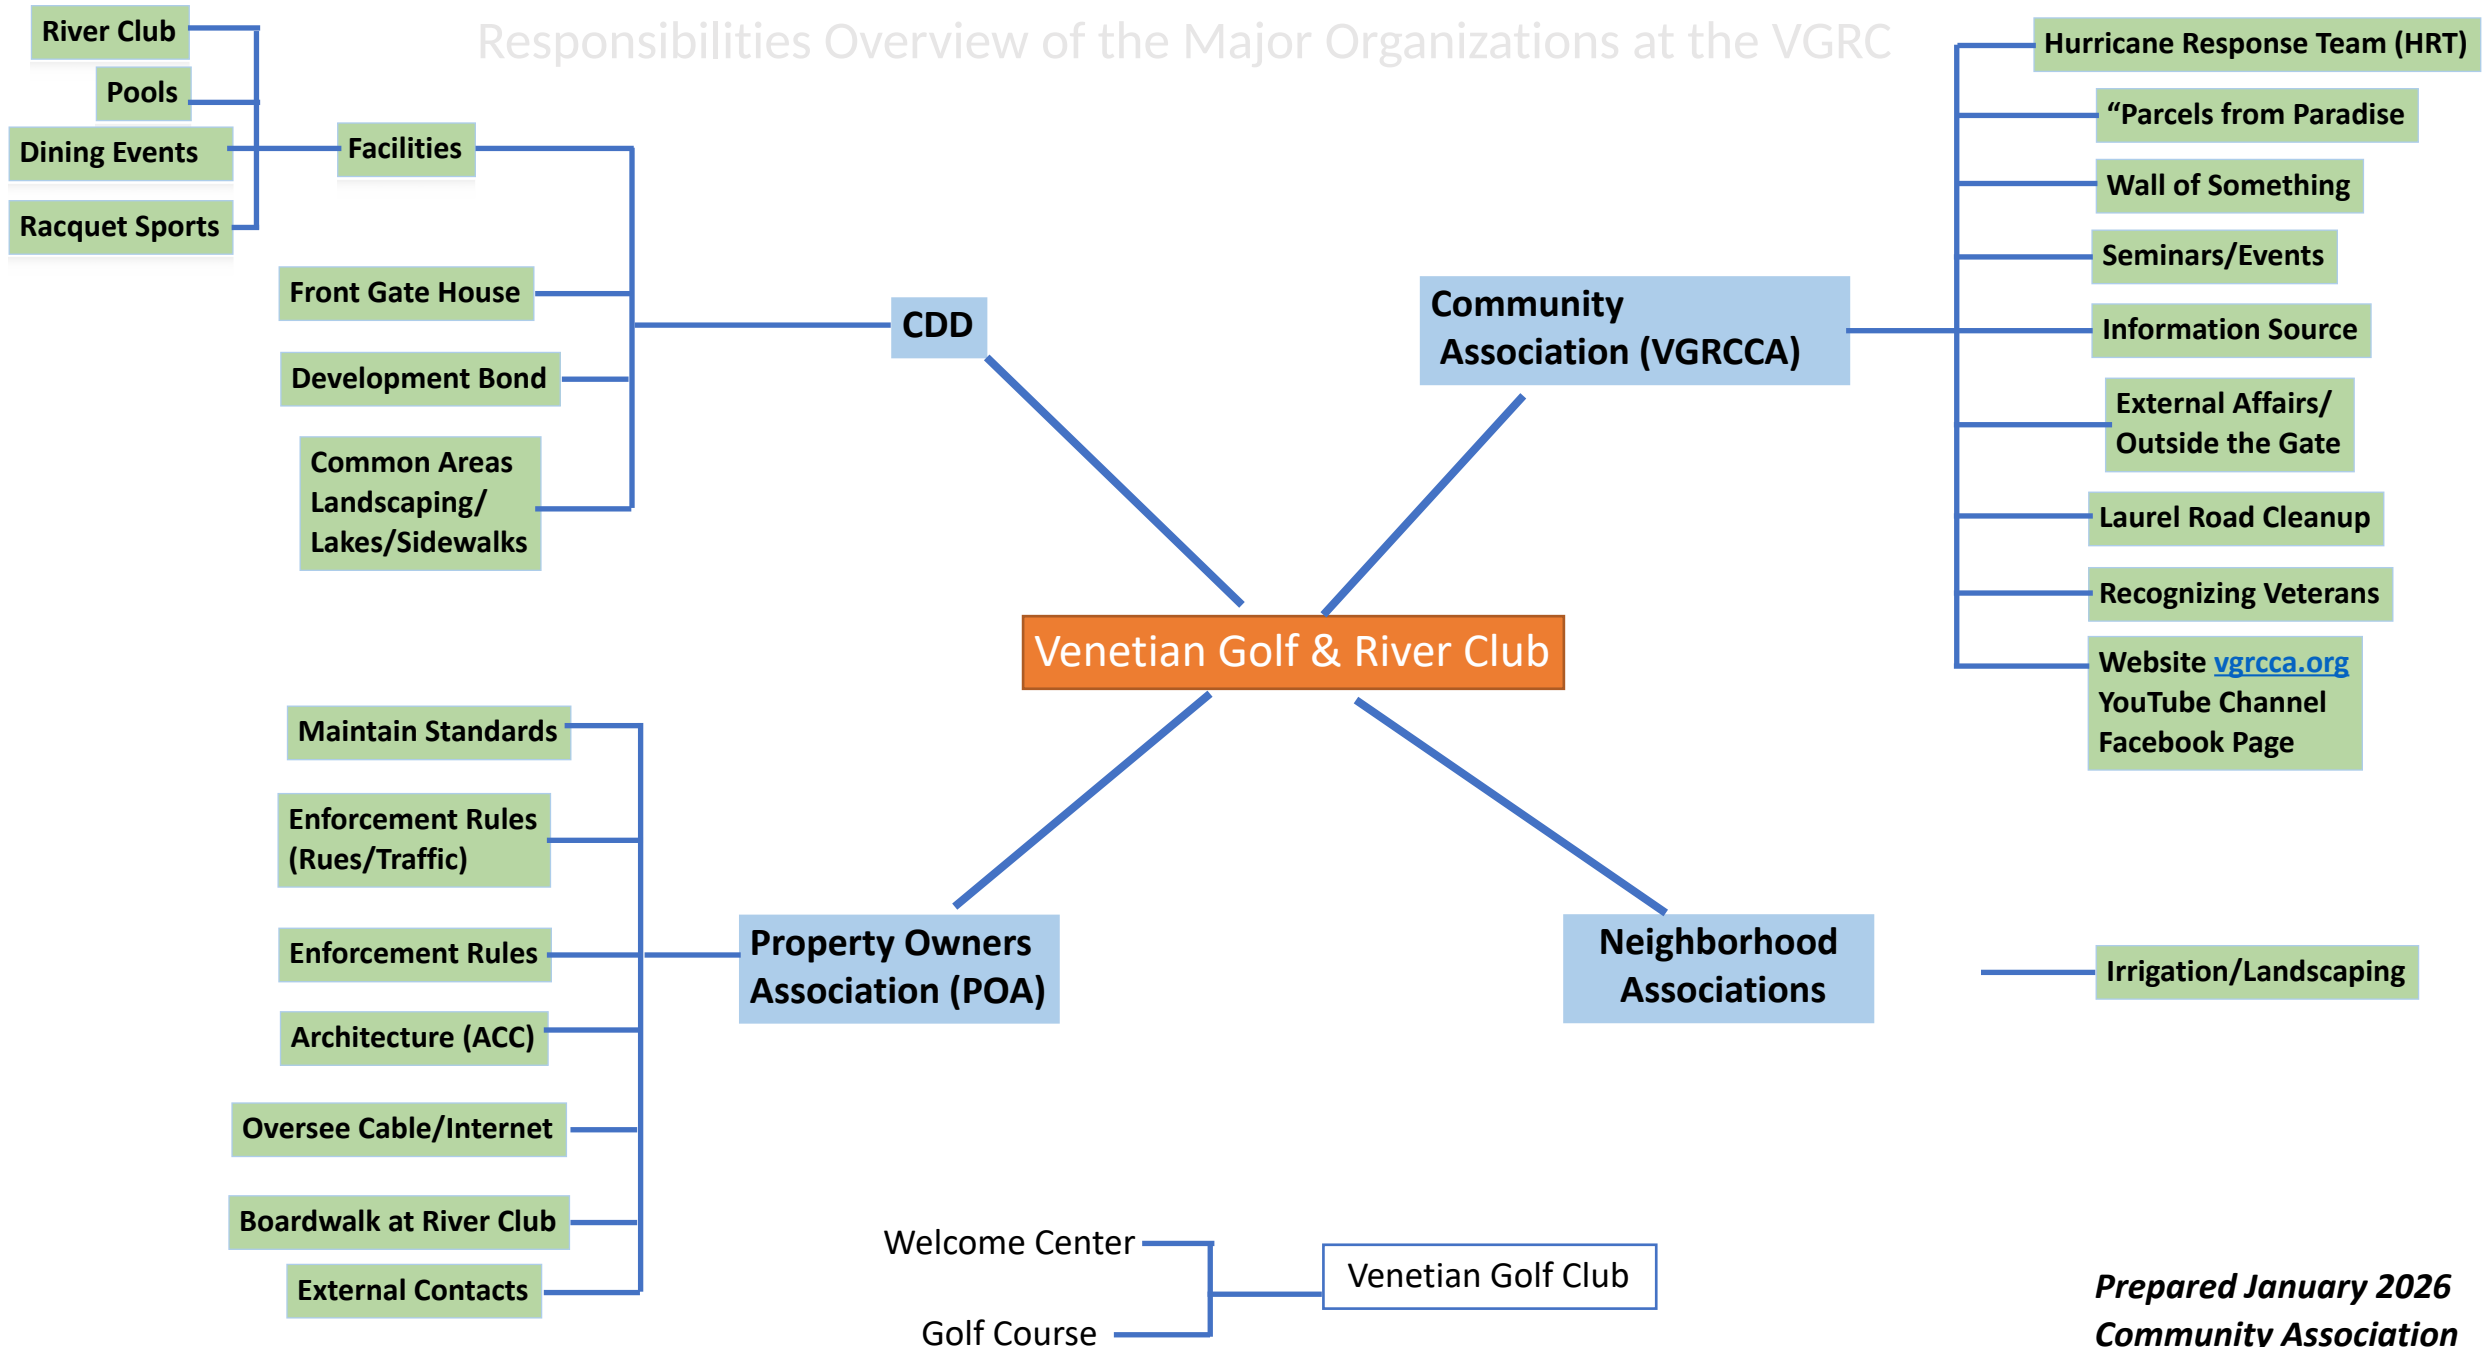 Responsibilities Overview of the Major Organizations at the VGRC
River Club
Pools
Dining Events
Racquet Sports
Facilities
Front Gate House
Development Bond
Common Areas
Landscaping/
Lakes/Sidewalks
CDD
Community
Association (VGRCCA)
Hurricane Response Team (HRT)
“Parcels from Paradise
Wall of Something
Seminars/Events
Information Source
External Affairs/
Outside the Gate
Laurel Road Cleanup
Recognizing Veterans
Website vgrcca.org
YouTube Channel
Facebook Page
Venetian Golf & River Club
Maintain Standards
Enforcement Rules
(Rues/Traffic)
Enforcement Rules
Architecture (ACC)
Oversee Cable/Internet
Boardwalk at River Club
External Contacts
Property Owners
Association (POA)
Neighborhood
Associations
Irrigation/Landscaping
Welcome Center
Golf Course
Venetian Golf Club
Prepared January 2026
Community Association